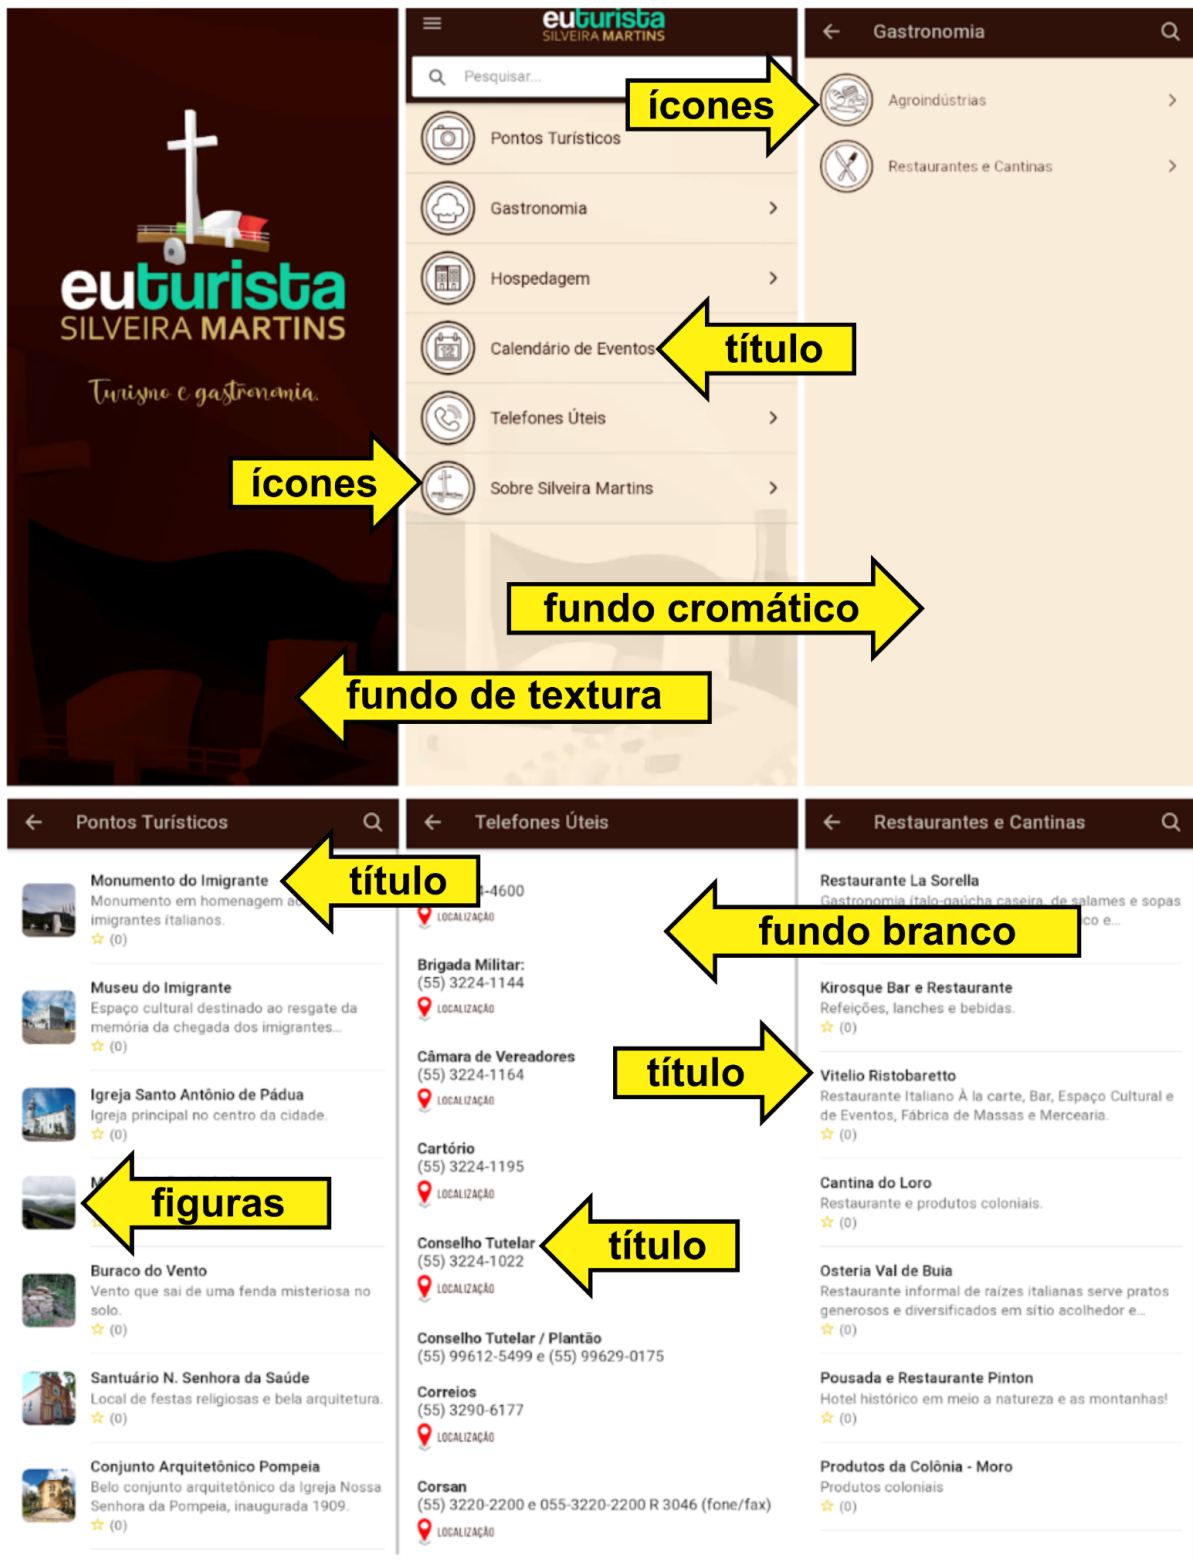 euturista
SILVEIRA MARTINS
Turismo e gastronomia.
euturista
SILVEIRA MARTINS
Pesquisar...
Pontos Turísticos
Gastronomia
Hospedagem
Calendário de Eventos
Telefones Úteis
Sobre Silveira Martins
Gastronomia
Agroindústrias
Restaurantes e Cantinas
ícones
título
ícones
fundo cromático
fundo de textura
Pontos Turísticos
Monumento do Imigrante
Monumento em homenagem
imigrantes ítalianos.
(0)
Museu do Imigrante
Espaço cultural destinado ao resgate da
memória da chegada dos imigrantes...
(0)
Igreja Santo Antônio de Pádua
Igreja principal no centro da cidade.
(0)
Buraco do Vento
Vento que sai de uma fenda misteriosa no
solo.
(0)
Santuário N. Senhora da Saúde
Local de festas religiosas e bela arquitetura.
(0)
Conjunto Arquitetônico Pompeia
Belo conjunto arquitetônico da Igreja Nossa
Senhora da Pompeia, inaugurada 1909.
(0)
título
figuras
Telefones Úteis
-4600
LOCALIZAÇÃO
Brigada Militar:
(55) 3224-1144
LOCALIZAÇÃO
Câmara de Vereadores
(55) 3224-1164
LOCALIZAÇÃO
Cartório
(55) 3224-1195
LOCALIZAÇÃO
Conselho Tutelar
(55) 3224-1022
LOCALIZAÇÃO
Conselho Tutelar / Plantão
(55) 99612-5499 e (55) 99629-0175
Correios
(55) 3290-6177
LOCALIZAÇÃO
Corsan
(55) 3220-2200 e 055-3220-2200 R 3046 (fone/fax)
LOCALIZAÇÃO
fundo branco
título
título
Restaurantes e Cantinas
Restaurante La Sorella
Gastronomia ítalo-gaúcha caseira, de salames e sopas
e...
Kirosque Bar e Restaurante
Refeições, lanches e bebidas.
(0)
Vitelio Ristobaretto
Restaurante Italiano À la carte, Bar, Espaço Cultural e
de Eventos, Fábrica de Massas e Mercearia.
(0)
Cantina do Loro
Restaurante e produtos coloniais.
(0)
Osteria Val de Buia
Restaurante informal de raízes italianas serve pratos
generosos e diversificados em sítio acolhedor e...
(0)
Pousada e Restaurante Pinton
Hotel histórico em meio a natureza e as montanhas!
(0)
Produtos da Colônia - Moro
Produtos coloniais
(0)